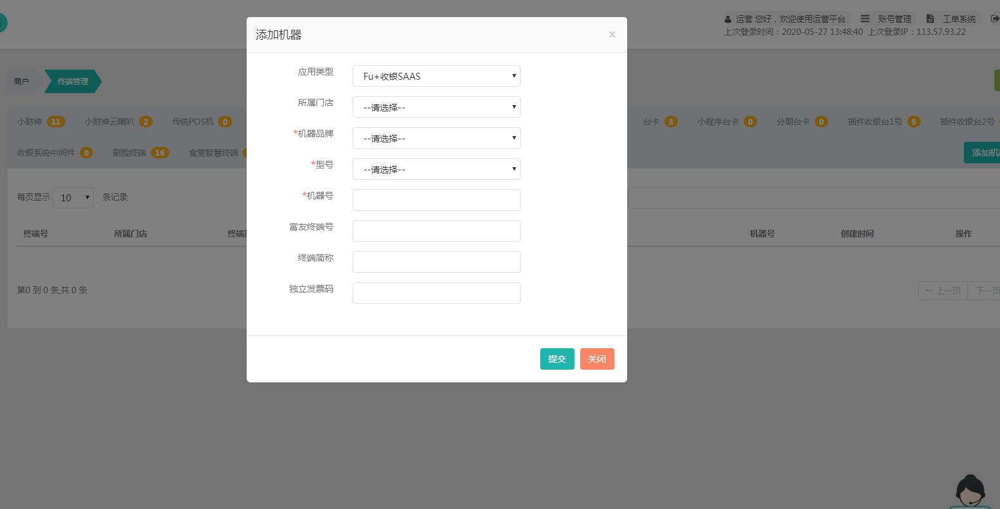 运营 您好，欢迎使用运营平台 账号管理 工单系统
上次登录时间：2020-05-27 13:48:40 上次登录IP：113.57.93.22
添加机器 ×
商户 终端管理
应用类型 Fu+收银SAAS
所属门店 --请选择--
*机器品牌 --请选择--
*型号 --请选择--
*机器号
富友终端号
终端简称
独立发票码
提交 关闭
小财神 11 小财神云喇叭 2 传统POS机 0 台卡 3 小程序台卡 0 分期台卡 0 插件收银台1号 9 插件收银台2号
收银系统中间件 0 刷脸终端 16 食堂智慧终端 添加机
每页显示 10 条记录
终端号 所属门店 终端 机器号 创建时间 操作
第0 到 0 条,共 0 条 ← 上一页 下一页